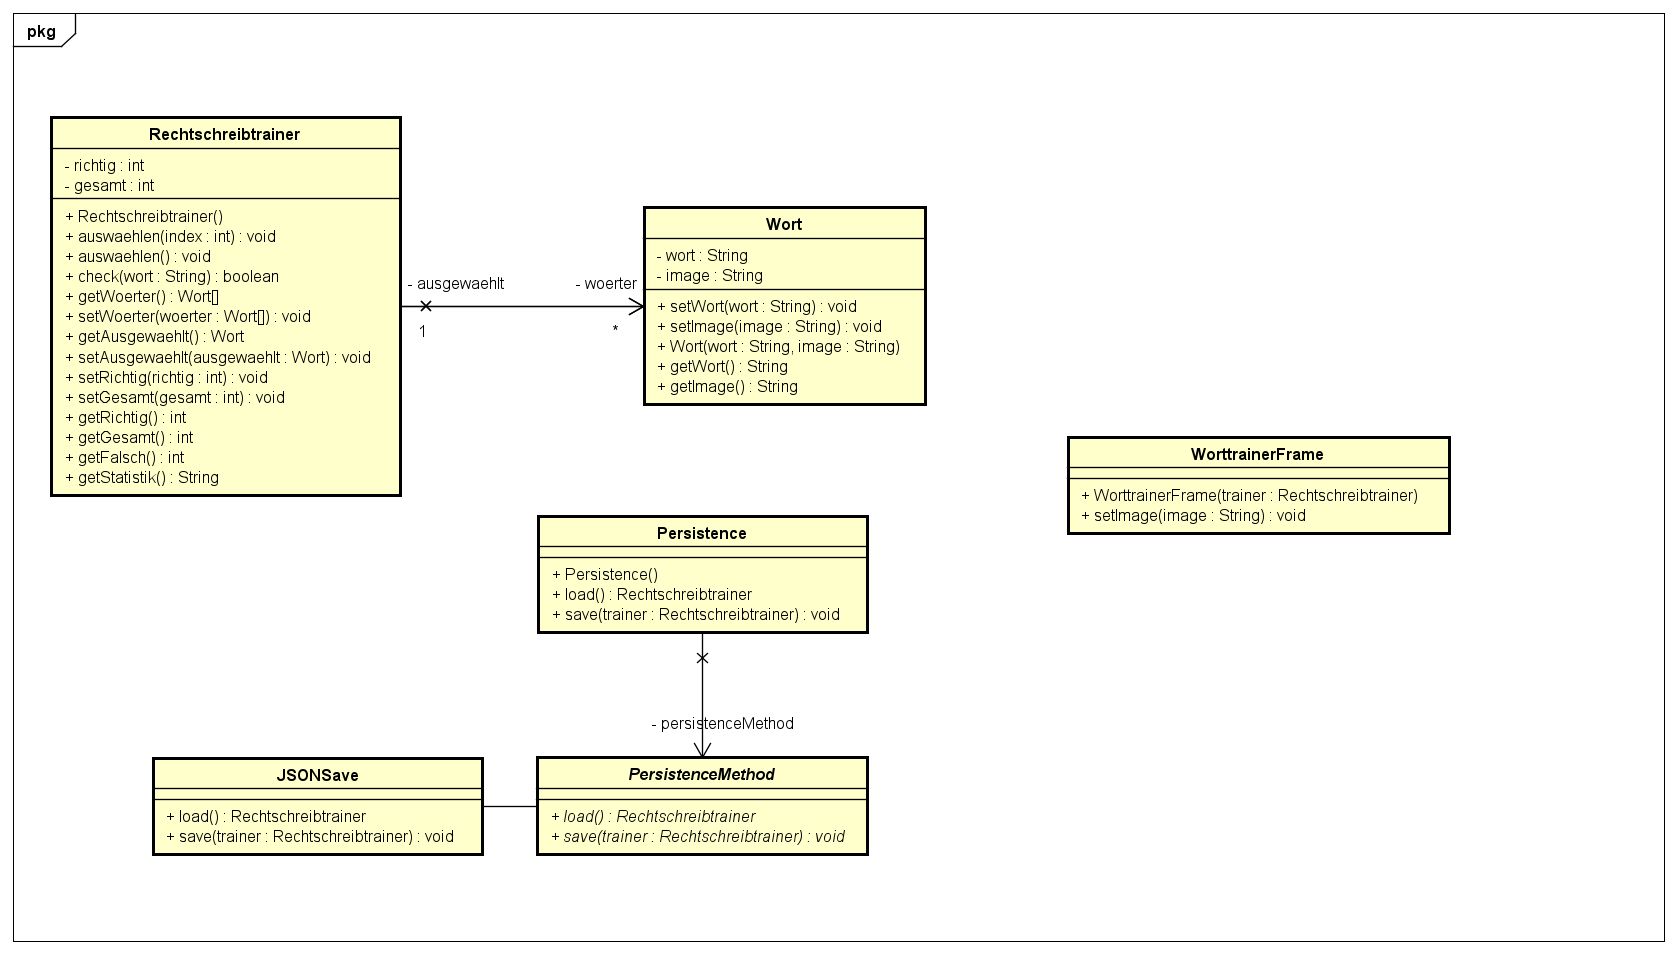 pkg
Rechtschreibtrainer
- richtig : int
- gesamt : int
+ Rechtschreibtrainer()
+ auswaehlen(index : int) : void
+ auswaehlen() : void
+ check(wort : String) : boolean
+ getWoerter() : Wort[]
+ setWoerter(woerter : Wort[]) : void
+ getAusgewaehlt() : Wort
+ setAusgewaehlt(ausgewaehlt : Wort) : void
+ setRichtig(richtig : int) : void
+ setGesamt(gesamt : int) : void
+ getRichtig() : int
+ getGesamt() : int
+ getFalsch() : int
+ getStatistik() : String
- ausgewaehlt
- woerter
1
*
Wort
- wort : String
- image : String
+ setWort(wort : String) : void
+ setImage(image : String) : void
+ Wort(wort : String, image : String)
+ getWort() : String
+ getImage() : String
WorttrainerFrame
+ WorttrainerFrame(trainer : Rechtschreibtrainer)
+ setImage(image : String) : void
Persistence
+ Persistence()
+ load() : Rechtschreibtrainer
+ save(trainer : Rechtschreibtrainer) : void
- persistenceMethod
JSONSave
+ load() : Rechtschreibtrainer
+ save(trainer : Rechtschreibtrainer) : void
PersistenceMethod
+ load() : Rechtschreibtrainer
+ save(trainer : Rechtschreibtrainer) : void